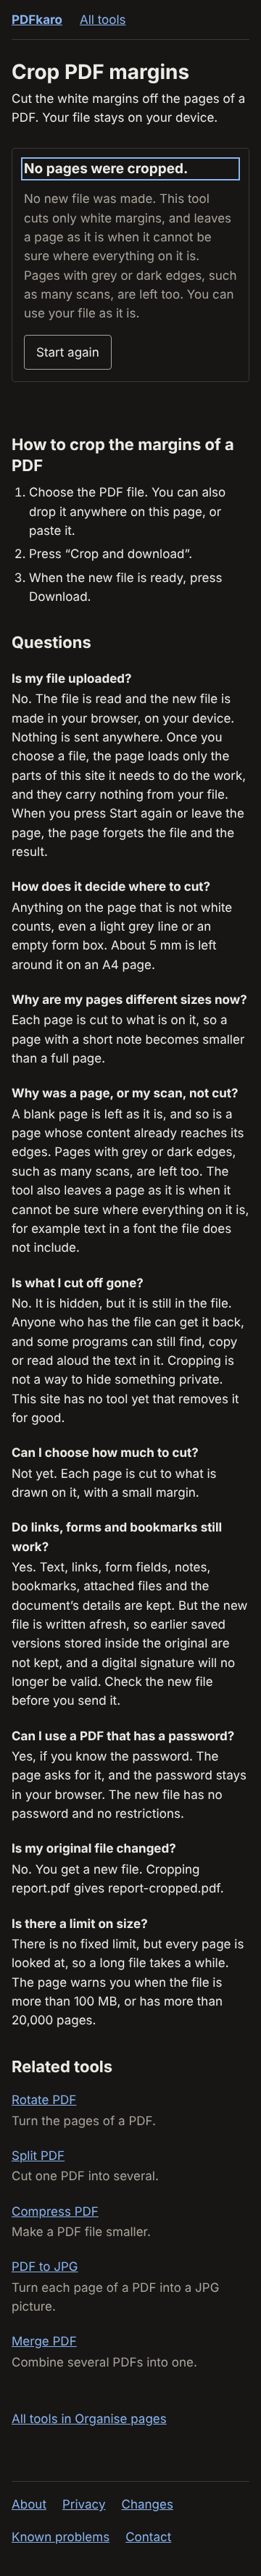 PDFkaro All tools
Crop PDF margins
Cut the white margins off the pages of a
PDF. Your file stays on your device.
No pages were cropped.
No new file was made. This tool
cuts only white margins, and leaves
a page as it is when it cannot be
sure where everything on it is.
Pages with grey or dark edges, such
as many scans, are left too. You can
use your file as it is.
Start again
How to crop the margins of a
PDF
1. Choose the PDF file. You can also
drop it anywhere on this page, or
paste it.
2. Press “Crop and download”.
3. When the new file is ready, press
Download.
Questions
Is my file uploaded?
No. The file is read and the new file is
made in your browser, on your device.
Nothing is sent anywhere. Once you
choose a file, the page loads only the
parts of this site it needs to do the work,
and they carry nothing from your file.
When you press Start again or leave the
page, the page forgets the file and the
result.
How does it decide where to cut?
Anything on the page that is not white
counts, even a light grey line or an
empty form box. About 5 mm is left
around it on an A4 page.
Why are my pages different sizes now?
Each page is cut to what is on it, so a
page with a short note becomes smaller
than a full page.
Why was a page, or my scan, not cut?
A blank page is left as it is, and so is a
page whose content already reaches its
edges. Pages with grey or dark edges,
such as many scans, are left too. The
tool also leaves a page as it is when it
cannot be sure where everything on it is,
for example text in a font the file does
not include.
Is what I cut off gone?
No. It is hidden, but it is still in the file.
Anyone who has the file can get it back,
and some programs can still find, copy
or read aloud the text in it. Cropping is
not a way to hide something private.
This site has no tool yet that removes it
for good.
Can I choose how much to cut?
Not yet. Each page is cut to what is
drawn on it, with a small margin.
Do links, forms and bookmarks still
work?
Yes. Text, links, form fields, notes,
bookmarks, attached files and the
document’s details are kept. But the new
file is written afresh, so earlier saved
versions stored inside the original are
not kept, and a digital signature will no
longer be valid. Check the new file
before you send it.
Can I use a PDF that has a password?
Yes, if you know the password. The
page asks for it, and the password stays
in your browser. The new file has no
password and no restrictions.
Is my original file changed?
No. You get a new file. Cropping
report.pdf gives report-cropped.pdf.
Is there a limit on size?
There is no fixed limit, but every page is
looked at, so a long file takes a while.
The page warns you when the file is
more than 100 MB, or has more than
20,000 pages.
Related tools
Rotate PDF
Turn the pages of a PDF.
Split PDF
Cut one PDF into several.
Compress PDF
Make a PDF file smaller.
PDF to JPG
Turn each page of a PDF into a JPG
picture.
Merge PDF
Combine several PDFs into one.
All tools in Organise pages
About Privacy Changes
Known problems Contact